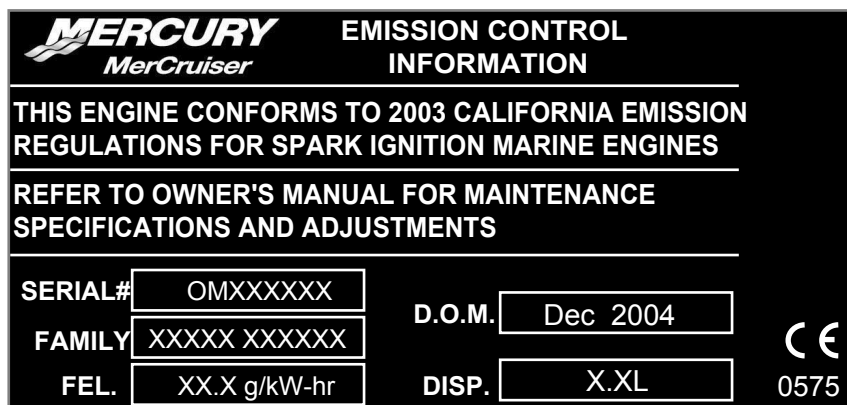 MERCURY
MerCruiser
EMISSION CONTROL
INFORMATION
THIS ENGINE CONFORMS TO 2003 CALIFORNIA EMISSION
REGULATIONS FOR SPARK IGNITION MARINE ENGINES
REFER TO OWNER'S MANUAL FOR MAINTENANCE
SPECIFICATIONS AND ADJUSTMENTS
SERIAL# OMXXXXXX
FAMILY XXXXX XXXXXX
FEL. XX.X g/kW-hr
D.O.M. Dec 2004
DISP. X.XL
CE
0575